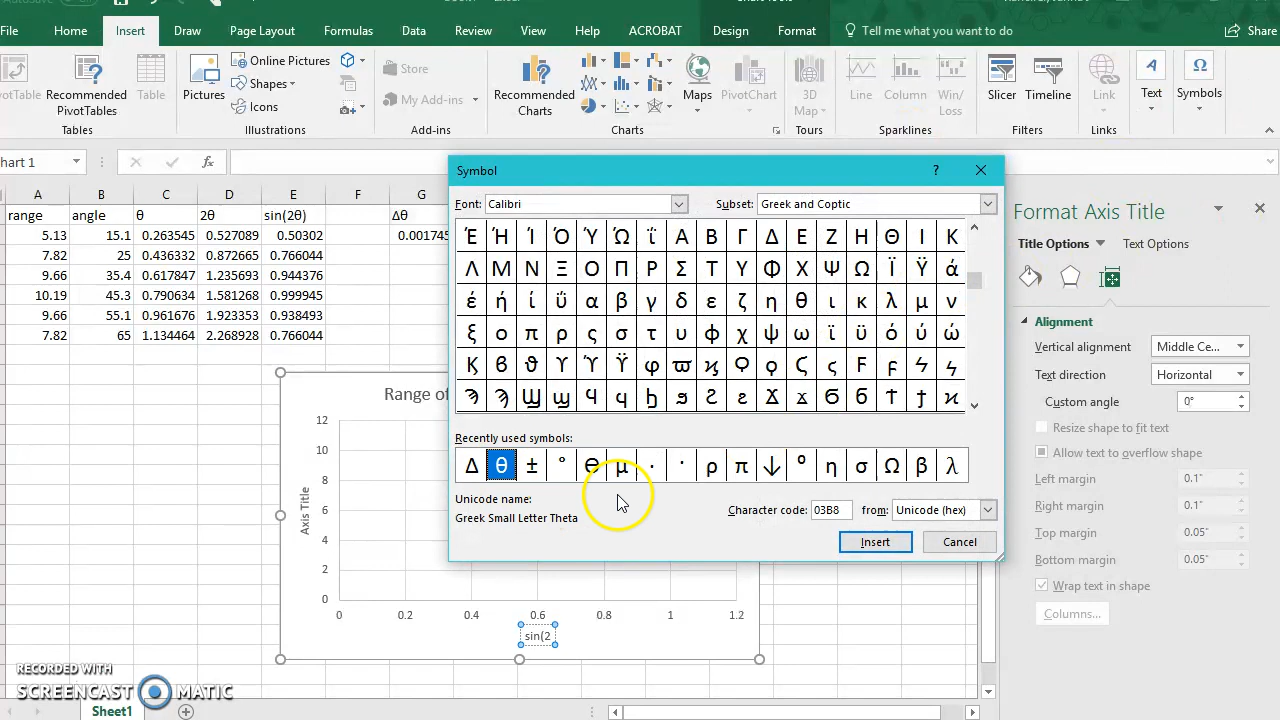 File Home Insert Draw Page Layout Formulas Data Review View Help ACROBAT Design Format Tell me what you want to do Share
PivotTable Recommended PivotTables Table
Tables
Pictures Online Pictures Shapes Icons
Illustrations
Store
My Add-ins
Add-ins
Recommended Charts Maps PivotChart
Charts
3D Map
Tours
Line Column Win/Loss
Sparklines
Slicer Timeline
Filters
Link
Links
Text
Symbols
hart 1 fx
A B C D E F G
range angle θ 2θ sin(2θ) Δθ
5.13 15.1 0.263545 0.527089 0.50302 0.001745
7.82 25 0.436332 0.872665 0.766044
9.66 35.4 0.617847 1.235693 0.944376
10.19 45.3 0.790634 1.581268 0.999945
9.66 55.1 0.961676 1.923353 0.938493
7.82 65 1.134464 2.268928 0.766044
Range of
12
10
8
6
4
2
0
Axis Title
0 0.2 0.4 0.6 0.8 1 1.2
sin(2
Symbol ?
Font: Calibri Subset: Greek and Coptic
Έ Ή Ί Ό Ύ Ώ ΐ Α Β Γ Δ Ε Ζ Η Θ Ι Κ
Λ Μ Ν Ξ Ο Π Ρ Σ Τ Υ Φ Χ Ψ Ω Ϊ Ϋ ά
έ ή ί ΰ α β γ δ ε ζ η θ ι κ λ μ ν
ξ ο π ρ ς σ τ υ φ χ ψ ω ϊ ϋ ό ύ ώ
Recently used symbols:
Δ θ ± ° ϴ µ · ˙ ρ π ↓ º η σ Ω β λ
Unicode name:
Greek Small Letter Theta
Character code: 03B8 from: Unicode (hex)
Insert Cancel
Format Axis Title
Title Options Text Options
Alignment
Vertical alignment Middle Ce...
Text direction Horizontal
Custom angle 0°
Resize shape to fit text
Allow text to overflow shape
Left margin 0.1"
Right margin 0.1"
Top margin 0.05"
Bottom margin 0.05"
Wrap text in shape
Columns...
RECORDED WITH
SCREENCAST MATIC
Sheet1